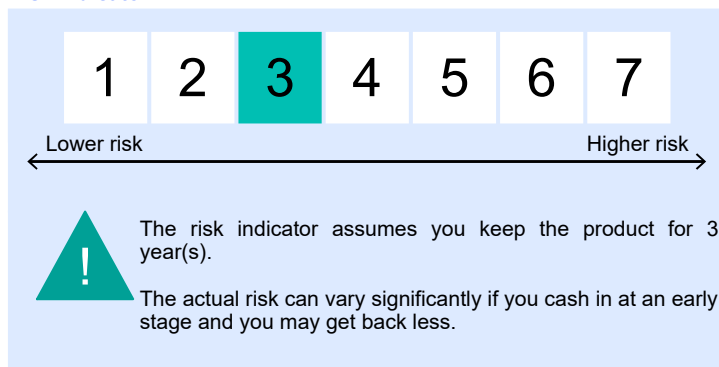 1 2 3 4 5 6 7
Lower risk Higher risk
!
The risk indicator assumes you keep the product for 3
year(s).
The actual risk can vary significantly if you cash in at an early
stage and you may get back less.